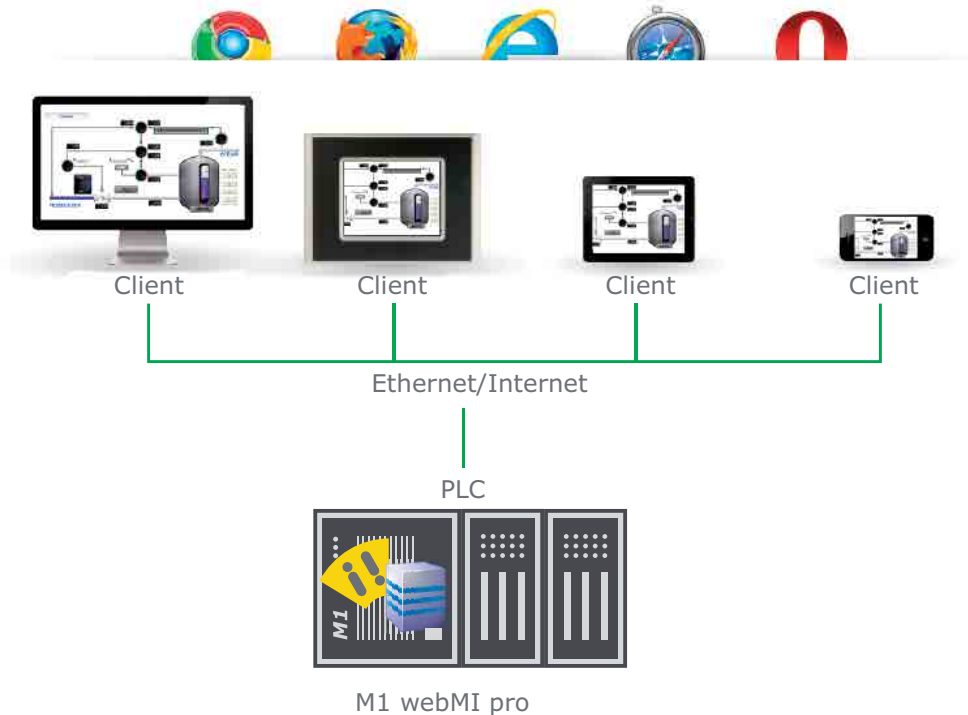 Client
Client
Client
Client
Ethernet/Internet
PLC
M1
M1 webMI pro